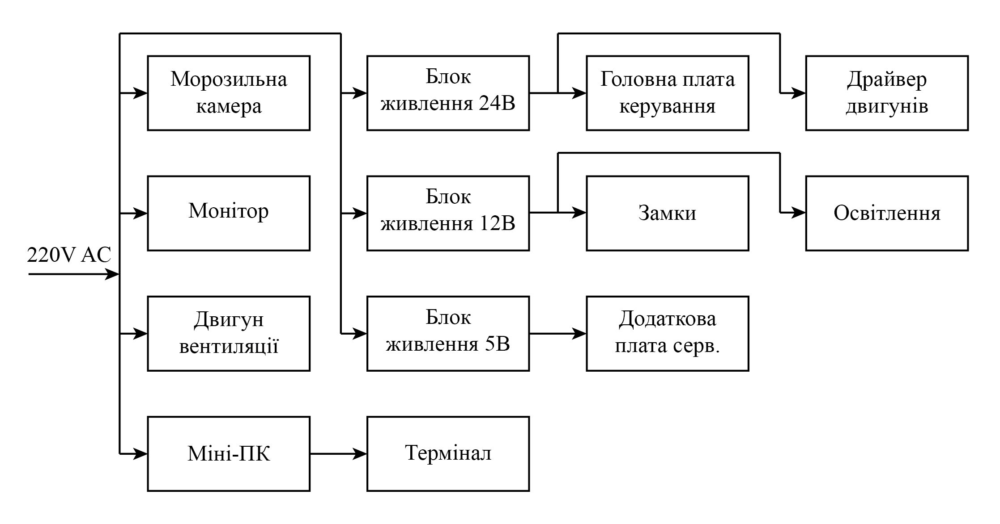 220V AC
Морозильна
камера
Монітор
Двигун
вентиляції
Міні-ПК
Блок
живлення 24В
Блок
живлення 12В
Блок
живлення 5В
Термінал
Головна плата
керування
Замки
Додаткова
плата серв.
Драйвер
двигунів
Освітлення